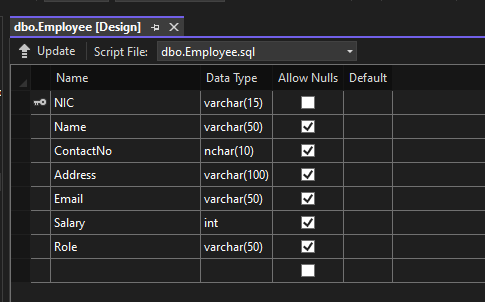 dbo.Employee [Design]
Update Script File: dbo.Employee.sql
Name Data Type Allow Nulls Default
NIC varchar(15)
Name varchar(50)
ContactNo nchar(10)
Address varchar(100)
Email varchar(50)
Salary int
Role varchar(50)